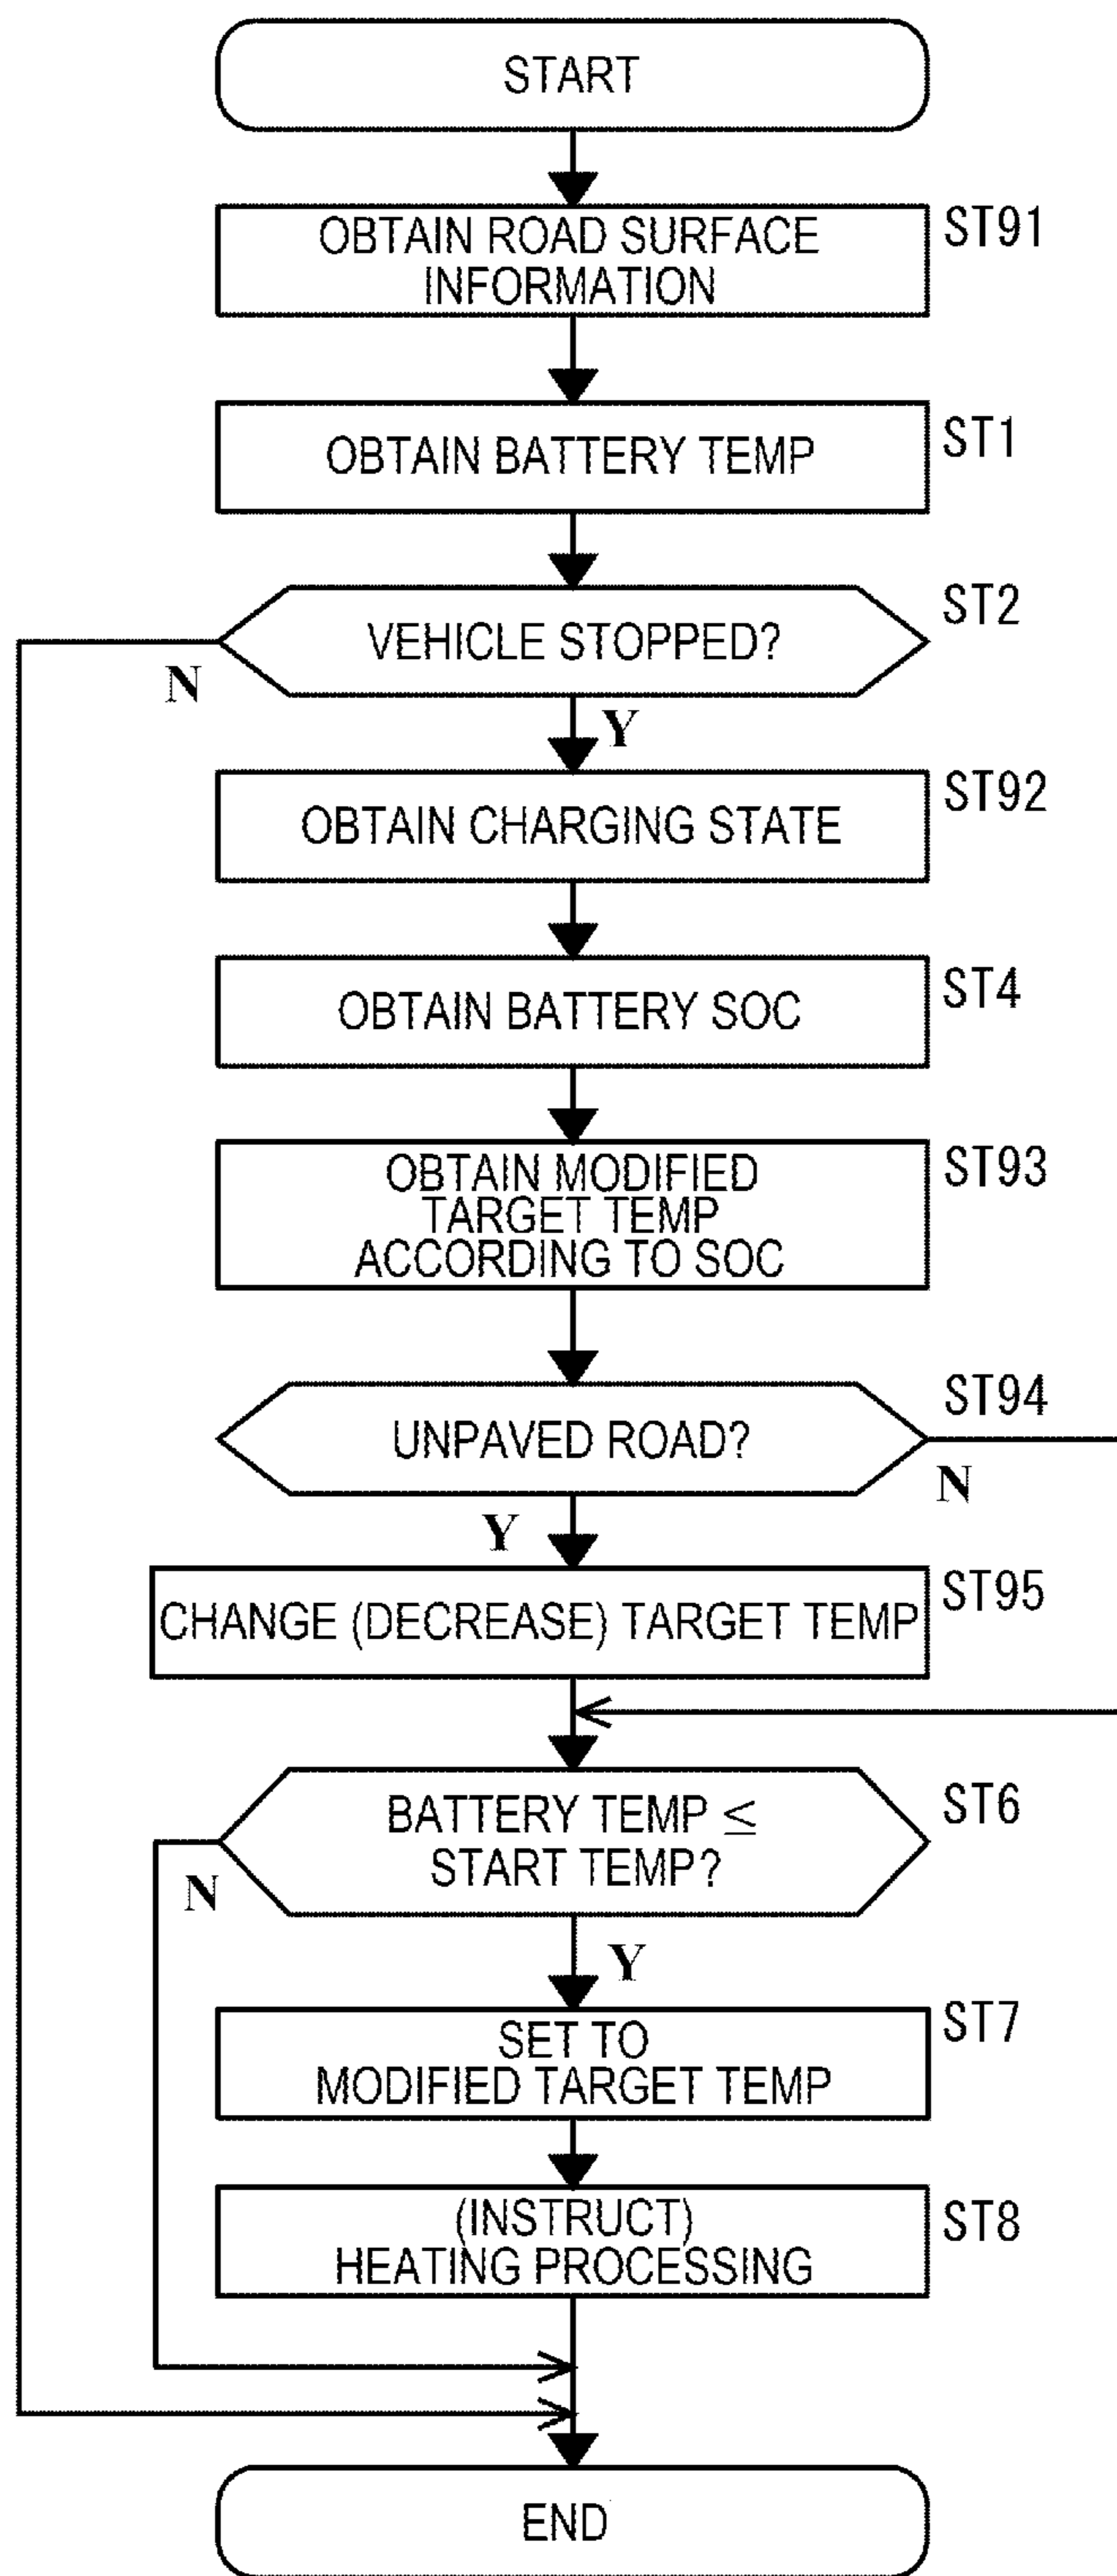 START
OBTAIN ROAD SURFACE
INFORMATION
ST91
OBTAIN BATTERY TEMP
ST1
VEHICLE STOPPED?
ST2
N
Y
OBTAIN CHARGING STATE
ST92
OBTAIN BATTERY SOC
ST4
OBTAIN MODIFIED
TARGET TEMP
ACCORDING TO SOC
ST93
UNPAVED ROAD?
ST94
N
Y
CHANGE (DECREASE) TARGET TEMP
ST95
BATTERY TEMP ≤
START TEMP?
ST6
N
Y
SET TO
MODIFIED TARGET TEMP
ST7
(INSTRUCT)
HEATING PROCESSING
ST8
END